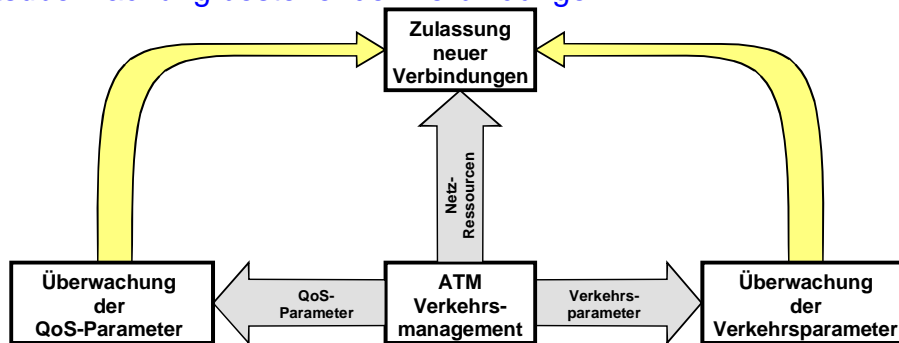 Zulassung
neuer
Verbindungen
Netz-
Ressourcen
Überwachung
der
QoS-Parameter
QoS-
Parameter
ATM
Verkehrs-
management
Verkehrs-
parameter
Überwachung
der
Verkehrsparameter